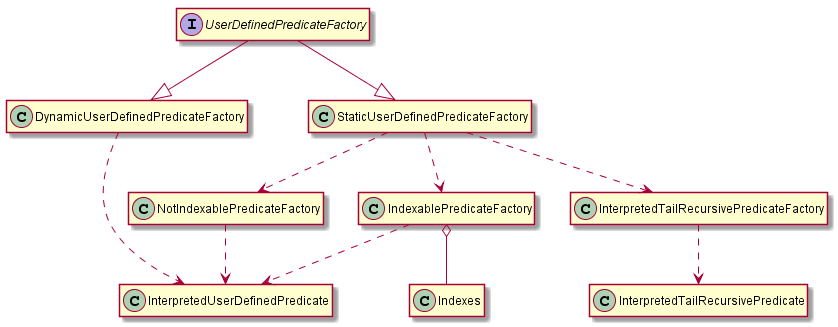 I UserDefinedPredicateFactory
C DynamicUserDefinedPredicateFactory
C StaticUserDefinedPredicateFactory
C NotIndexablePredicateFactory
C IndexablePredicateFactory
C InterpretedTailRecursivePredicateFactory
C InterpretedUserDefinedPredicate
C Indexes
C InterpretedTailRecursivePredicate